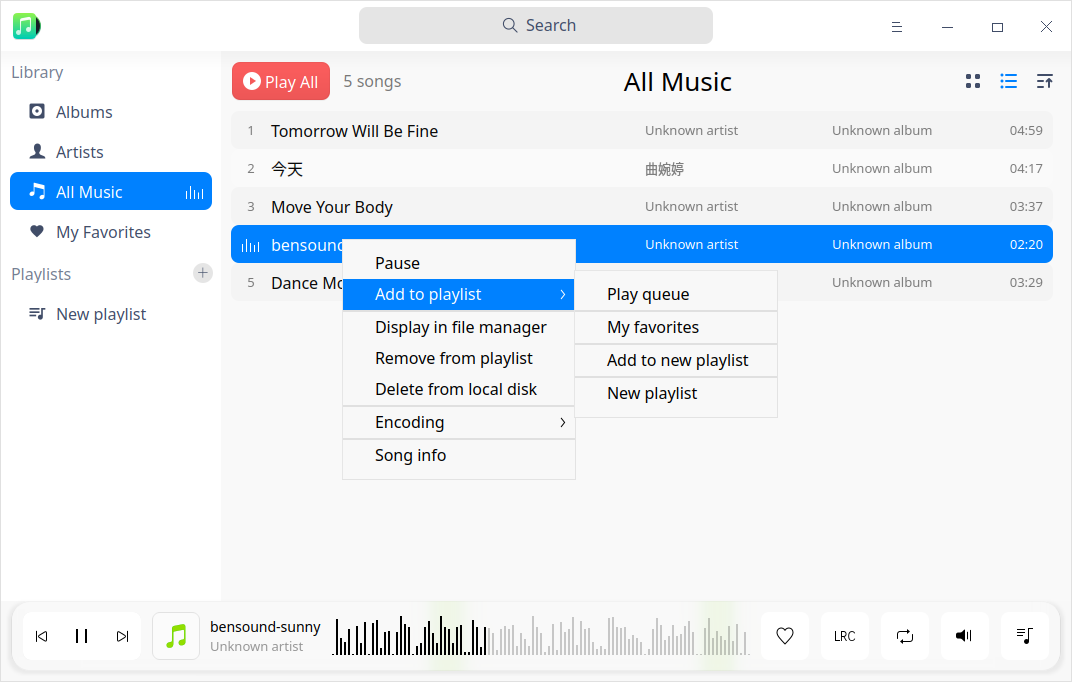 Search
Library
Albums
Artists
All Music
My Favorites
Playlists
New playlist
Play All
5 songs
All Music
1 Tomorrow Will Be Fine Unknown artist Unknown album 04:59
2 今天 曲婉婷 Unknown album 04:17
3 Move Your Body Unknown artist Unknown album 03:37
bensound Unknown artist Unknown album 02:20
5 Dance Unknown album 03:29
Pause
Add to playlist
Display in file manager
Remove from playlist
Delete from local disk
Encoding
Song info
Play queue
My favorites
Add to new playlist
New playlist
bensound-sunny
Unknown artist
LRC